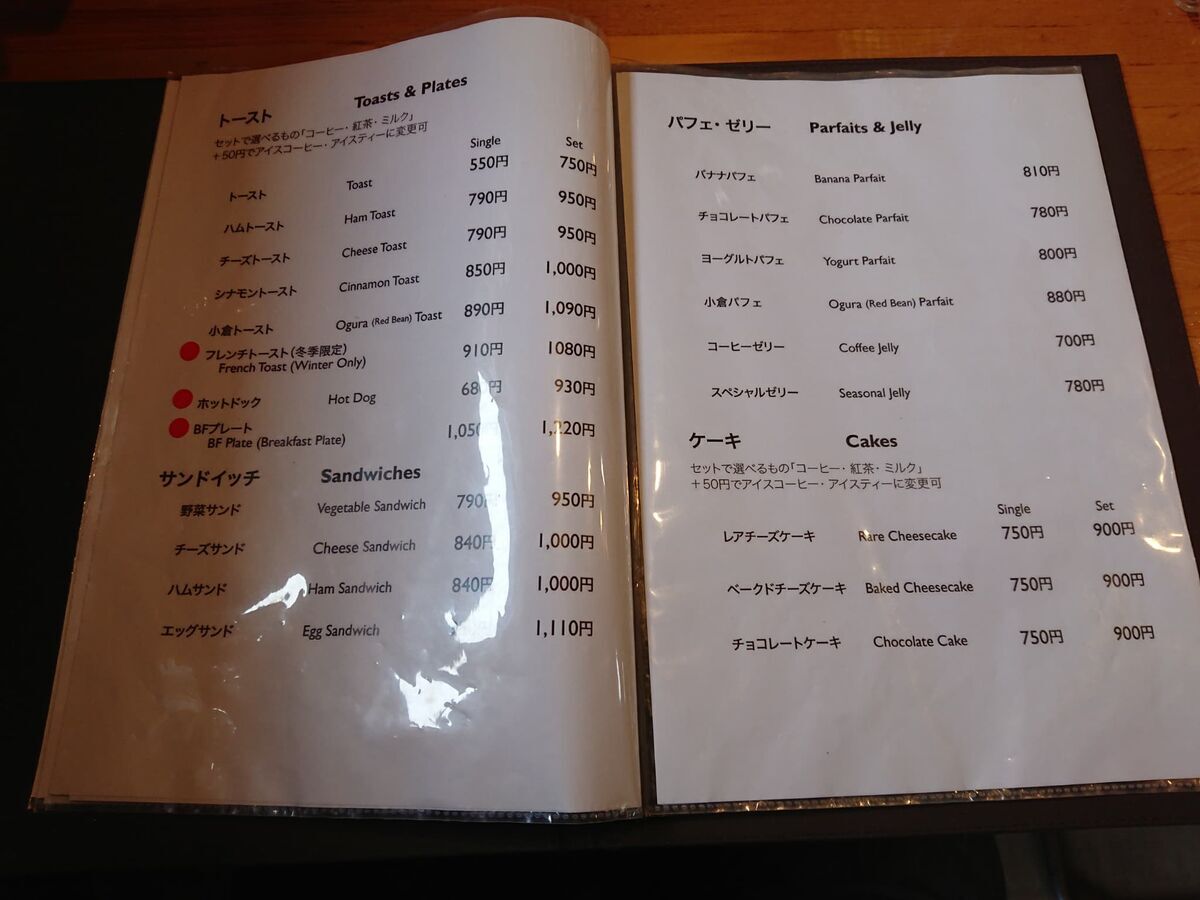 トースト Toasts & Plates
セットで選べるもの「コーヒー・紅茶・ミルク」
＋50円でアイスコーヒー・アイスティーに変更可
Single Set
トースト Toast 550円 750円
ハムトースト Ham Toast 790円 950円
チーズトースト Cheese Toast 790円 950円
シナモントースト Cinnamon Toast 850円 1,000円
小倉トースト Ogura (Red Bean) Toast 890円 1,090円
フレンチトースト（冬季限定） 910円 1080円
French Toast (Winter Only)
ホットドック Hot Dog 930円
BFプレート 1,050 1,220円
BF Plate (Breakfast Plate)
サンドイッチ Sandwiches
野菜サンド Vegetable Sandwich 790円 950円
チーズサンド Cheese Sandwich 840円 1,000円
ハムサンド Ham Sandwich 840円 1,000円
エッグサンド Egg Sandwich 1,110円
パフェ・ゼリー Parfaits & Jelly
バナナパフェ Banana Parfait 810円
チョコレートパフェ Chocolate Parfait 780円
ヨーグルトパフェ Yogurt Parfait 800円
小倉パフェ Ogura (Red Bean) Parfait 880円
コーヒーゼリー Coffee Jelly 700円
スペシャルゼリー Seasonal Jelly 780円
ケーキ Cakes
セットで選べるもの「コーヒー・紅茶・ミルク」
＋50円でアイスコーヒー・アイスティーに変更可
Single Set
レアチーズケーキ Rare Cheesecake 750円 900円
ベークドチーズケーキ Baked Cheesecake 750円 900円
チョコレートケーキ Chocolate Cake 750円 900円